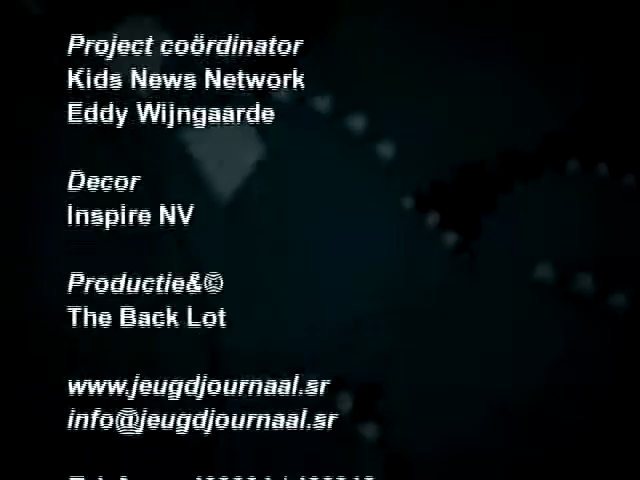 Project coördinator
Kids News Network
Eddy Wijngaarde
Decor
Inspire NV
Productie&©
The Back Lot
www.jeugdjournaal.sr
info@jeugdjournaal.sr